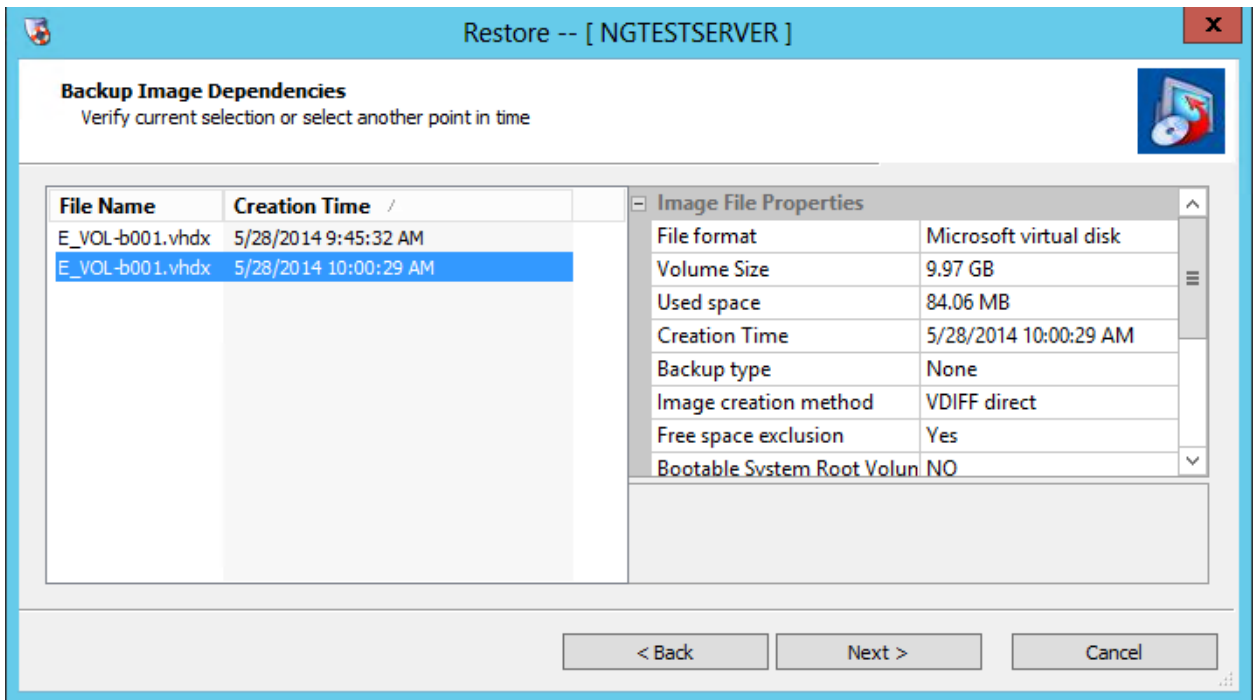 Restore -- [ NGTESTSERVER ]
x
Backup Image Dependencies
Verify current selection or select another point in time
File Name Creation Time /
E_VOL-b001.vhdx 5/28/2014 9:45:32 AM
E_VOL-b001.vhdx 5/28/2014 10:00:29 AM
Image File Properties
File format Microsoft virtual disk
Volume Size 9.97 GB
Used space 84.06 MB
Creation Time 5/28/2014 10:00:29 AM
Backup type None
Image creation method VDIFF direct
Free space exclusion Yes
Bootable System Root Volun NO
< Back Next > Cancel